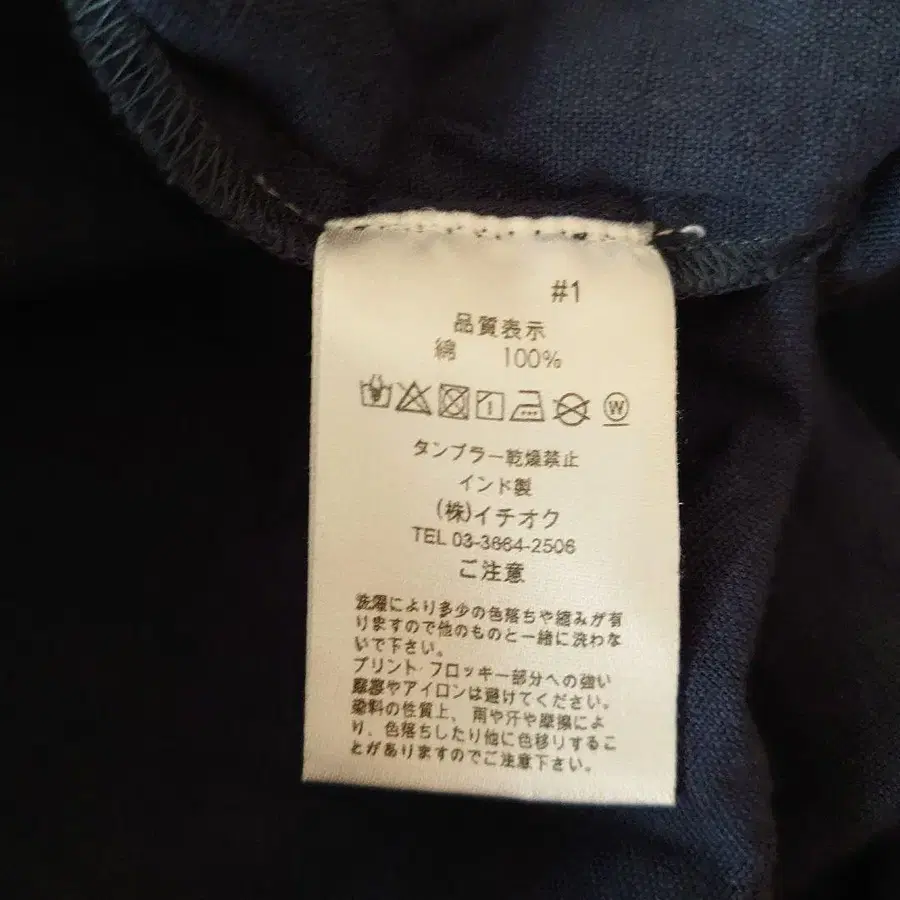 #1
品質表示
綿 100%
W
タンブラー乾燥禁止
インド製
(株)イチオク
TEL 03-3664-2506
ご注意
洗濯により多少の色落ちや縮みが有
りますので他のものと一緒に洗わな
いで下さい。
プリント・フロッキー部分への強い
摩擦やアイロンは避けてください。
染料の性質上、雨や汗や摩擦によ
り、色落ちしたり他に色移りするこ
とがありますのでご注意下さい。